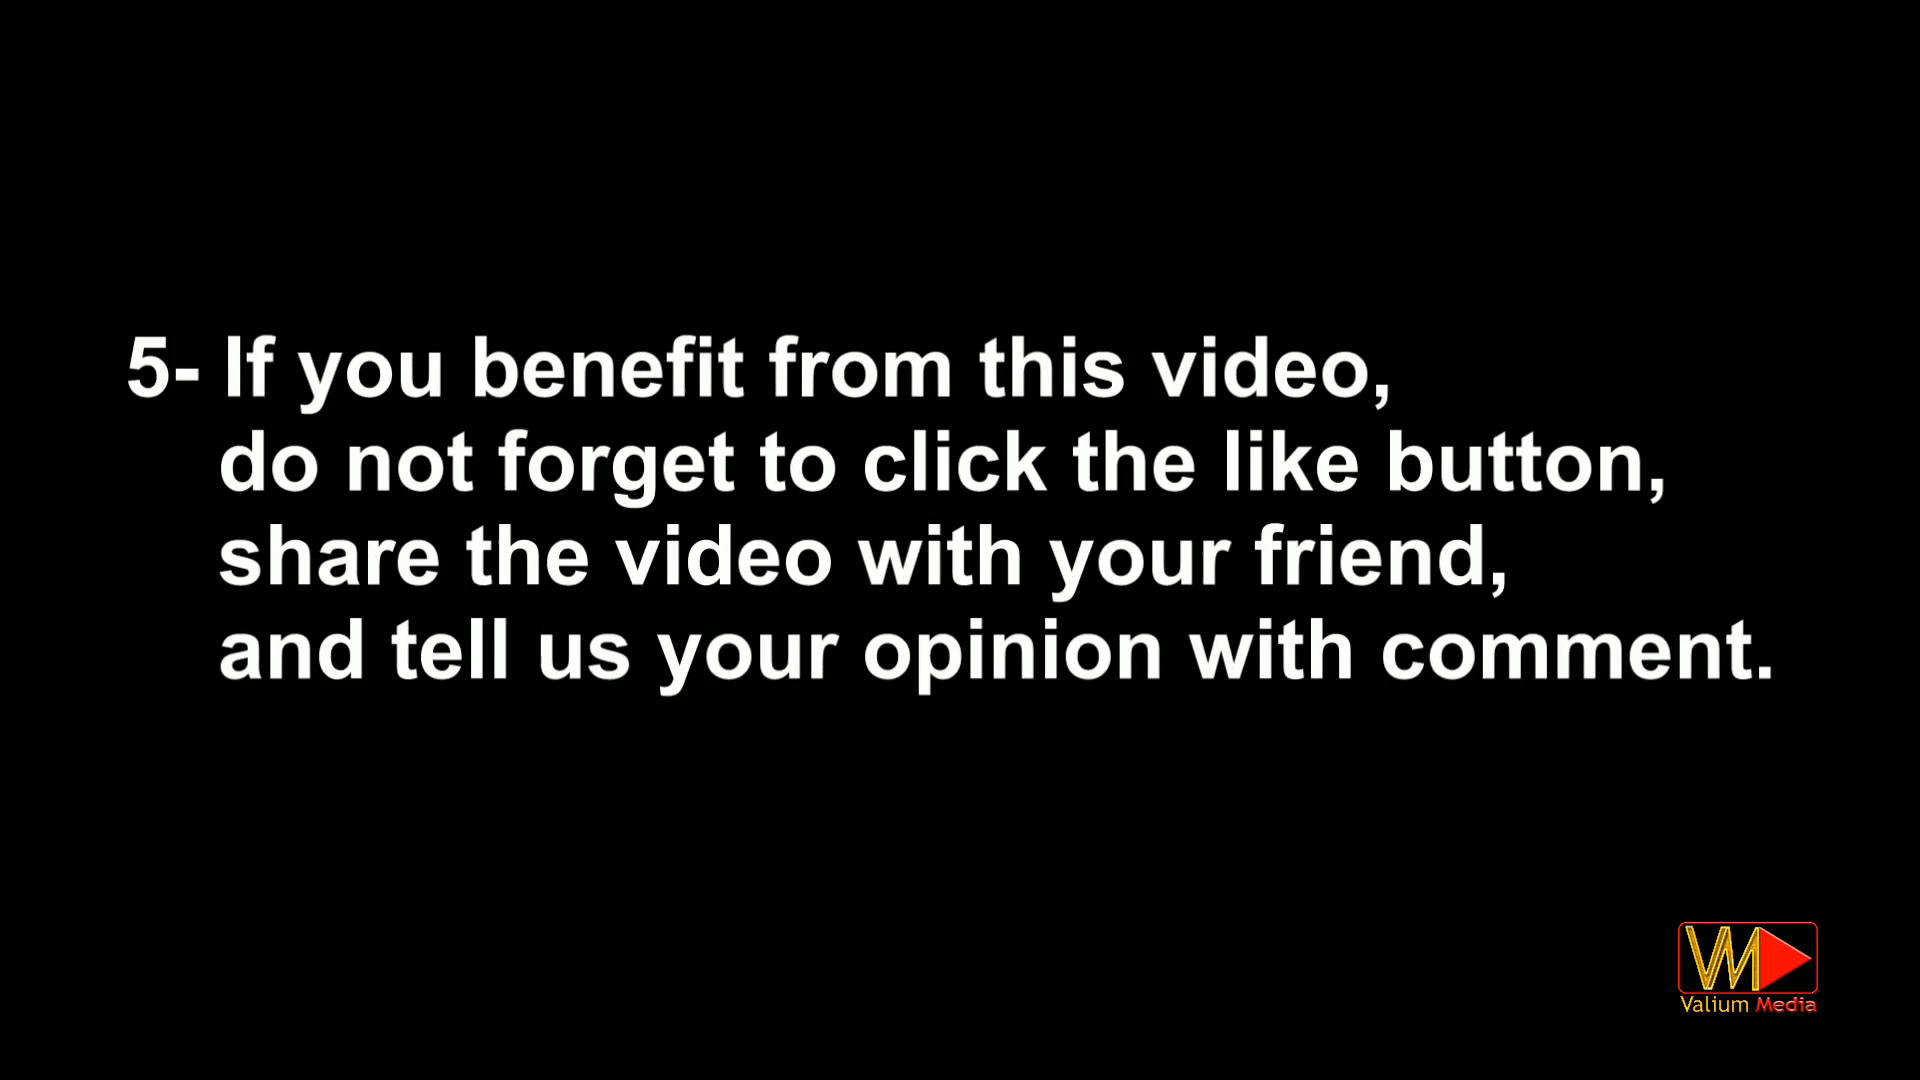 5- If you benefit from this video,
do not forget to click the like button,
share the video with your friend,
and tell us your opinion with comment.
VM
Valium Media